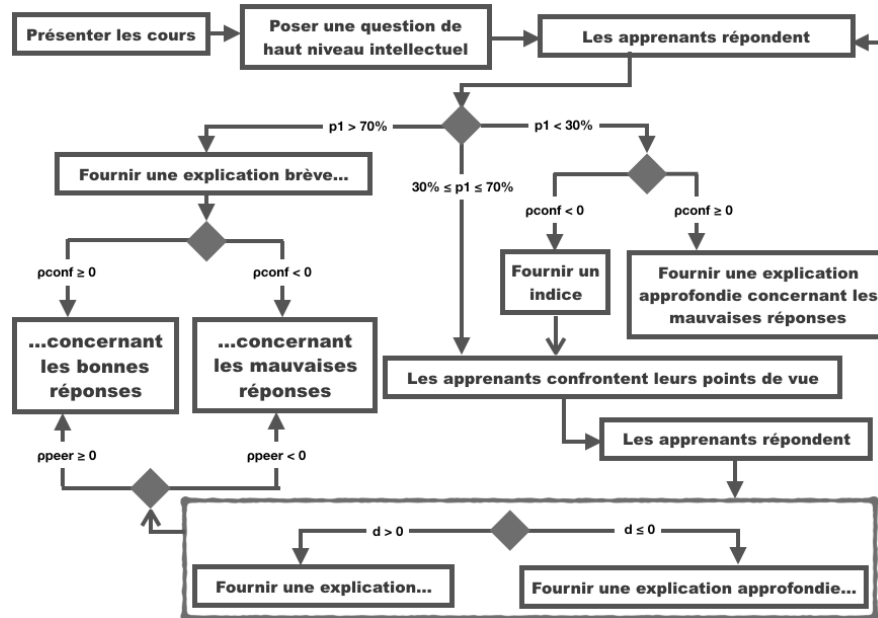 Présenter les cours
Poser une question de
haut niveau intellectuel
Les apprenants répondent
p1 > 70%
p1 < 30%
Fournir une explication brève...
30% ≤ p1 ≤ 70%
ρconf < 0
ρconf ≥ 0
ρconf ≥ 0
ρconf < 0
Fournir un
indice
Fournir une explication
approfondie concernant les
mauvaises réponses
...concernant
les bonnes
réponses
...concernant
les mauvaises
réponses
Les apprenants confrontent leurs points de vue
Les apprenants répondent
ρpeer ≥ 0
ρpeer < 0
d > 0
d ≤ 0
Fournir une explication...
Fournir une explication approfondie...